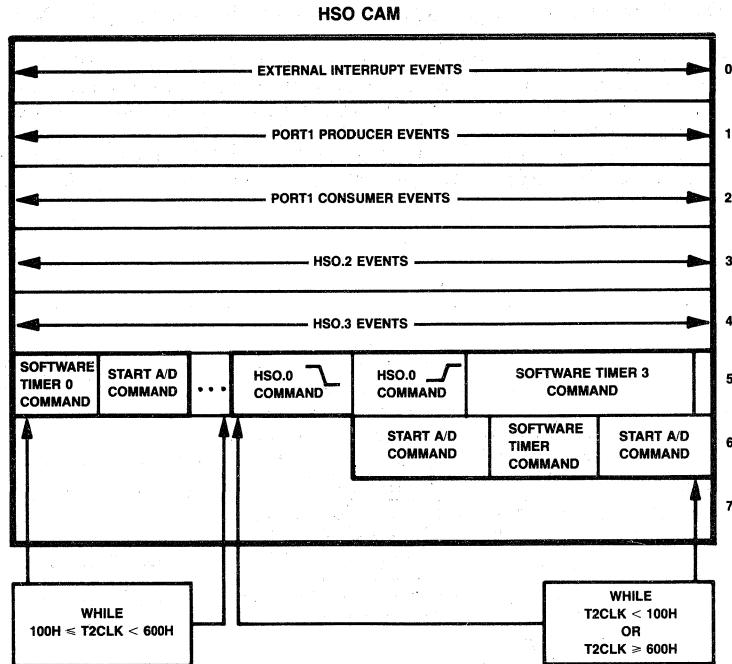 HSO CAM
EXTERNAL INTERRUPT EVENTS
0
PORT1 PRODUCER EVENTS
1
PORT1 CONSUMER EVENTS
2
HSO.2 EVENTS
3
HSO.3 EVENTS
4
SOFTWARE
TIMER 0
COMMAND
START A/D
COMMAND
...
HSO.0
COMMAND
HSO.0
COMMAND
SOFTWARE TIMER 3
COMMAND
5
START A/D
COMMAND
SOFTWARE
TIMER
COMMAND
START A/D
COMMAND
6
7
WHILE
100H ≤ T2CLK < 600H
WHILE
T2CLK < 100H
OR
T2CLK ≥ 600H